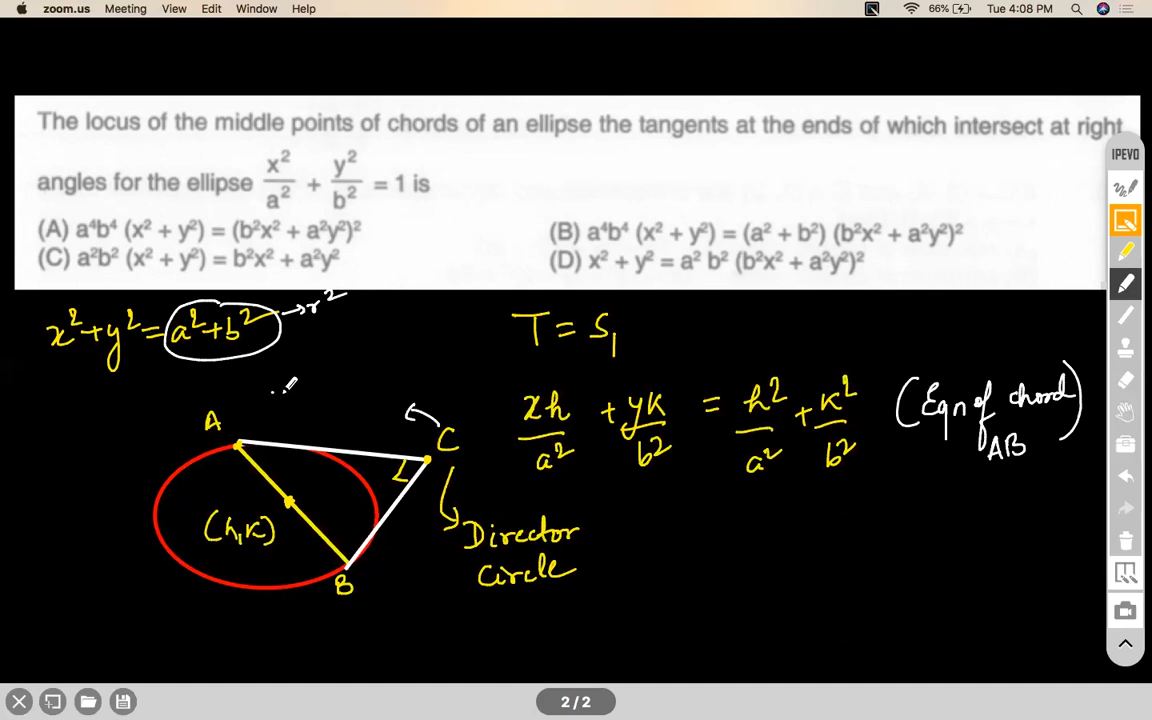 zoom.us Meeting View Edit Window Help 66% Tue 4:08 PM
The locus of the middle points of chords of an ellipse the tangents at the ends of which intersect at right
angles for the ellipse x²/a² + y²/b² = 1 is
(A) a⁴b⁴ (x² + y²) = (b²x² + a²y²)²
(B) a⁴b⁴ (x² + y²) = (a² + b²) (b²x² + a²y²)²
(C) a²b² (x² + y²) = b²x² + a²y²
(D) x² + y² = a² b² (b²x² + a²y²)²
IPEVO
x²+y²= a²+b² → r²
T = S₁
xh/a² + yk/b² = h²/a² + k²/b² (Eqn of chord
AB)
A
C
(h,k)
B
Director
Circle
2 / 2